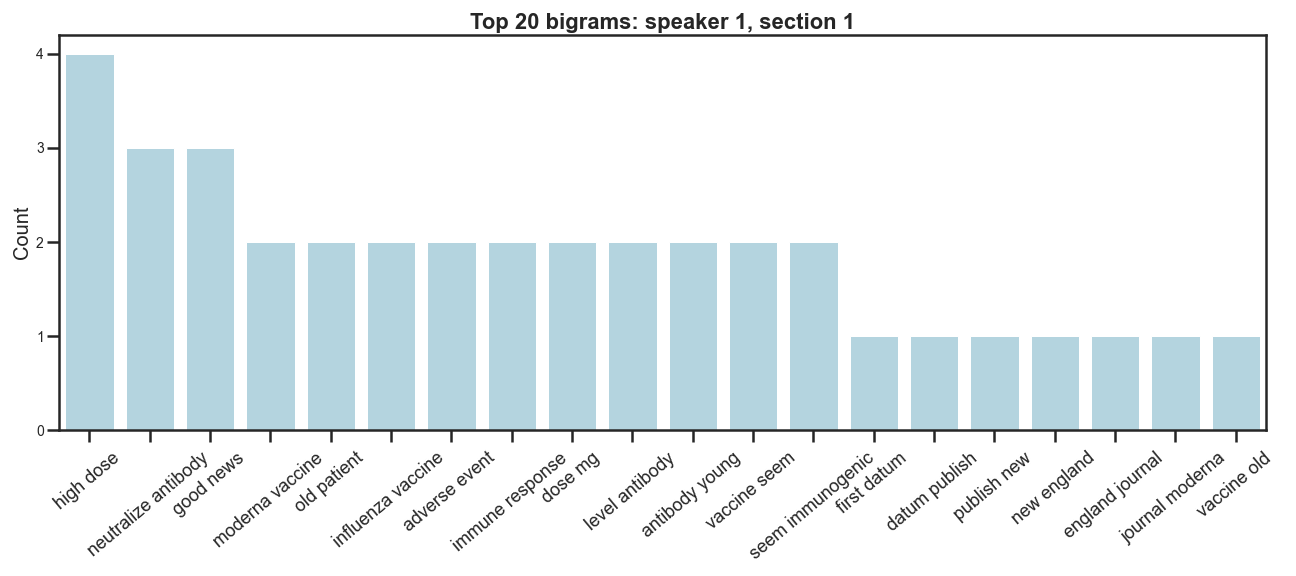 Top 20 bigrams: speaker 1, section 1
Count
4
3
2
1
0
high dose
neutralize antibody
good news
moderna vaccine
old patient
influenza vaccine
adverse event
immune response
dose mg
level antibody
antibody young
vaccine seem
seem immunogenic
first datum
datum publish
publish new
new england
england journal
journal moderna
vaccine old